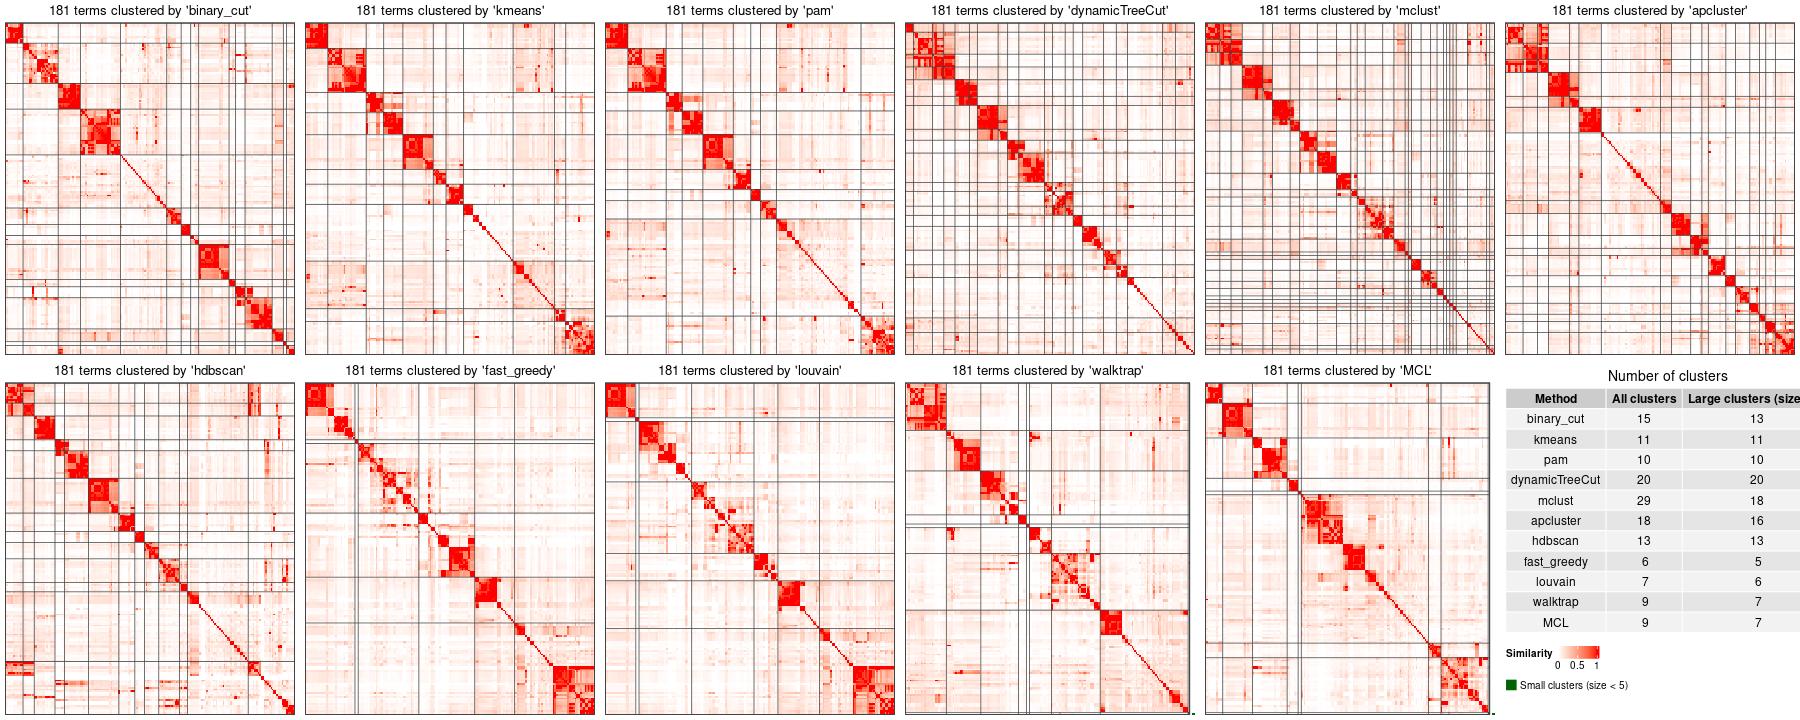 181 terms clustered by 'binary_cut'
181 terms clustered by 'kmeans'
181 terms clustered by 'pam'
181 terms clustered by 'dynamicTreeCut'
181 terms clustered by 'mclust'
181 terms clustered by 'apcluster'
181 terms clustered by 'hdbscan'
181 terms clustered by 'fast_greedy'
181 terms clustered by 'louvain'
181 terms clustered by 'walktrap'
181 terms clustered by 'MCL'
Number of clusters
Method All clusters Large clusters (size
binary_cut 15 13
kmeans 11 11
pam 10 10
dynamicTreeCut 20 20
mclust 29 18
apcluster 18 16
hdbscan 13 13
fast_greedy 6 5
louvain 7 6
walktrap 9 7
MCL 9 7
Similarity
0 0.5 1
Small clusters (size < 5)